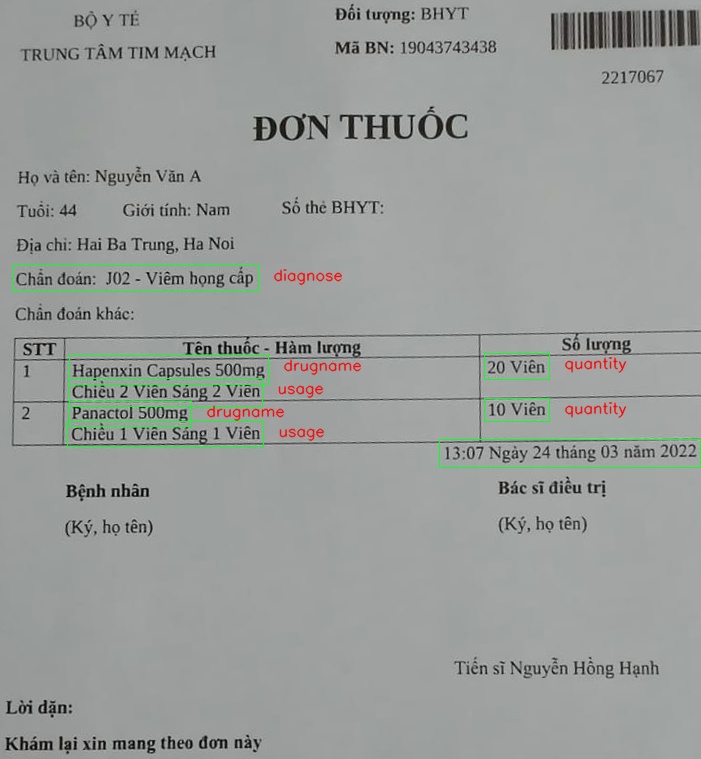 BỘ Y TẾ
TRUNG TÂM TIM MẠCH
Đối tượng: BHYT
Mã BN: 19043743438
2217067
ĐƠN THUỐC
Họ và tên: Nguyễn Văn A
Tuổi: 44 Giới tính: Nam Số thẻ BHYT:
Địa chỉ: Hai Ba Trung, Ha Noi
Chẩn đoán: J02 - Viêm họng cấp diagnose
Chẩn đoán khác:
STT Tên thuốc - Hàm lượng Số lượng
1 Hapenxin Capsules 500mg drugname 20 Viên quantity
Chiều 2 Viên Sáng 2 Viên usage
2 Panactol 500mg drugname 10 Viên quantity
Chiều 1 Viên Sáng 1 Viên usage
13:07 Ngày 24 tháng 03 năm 2022
Bệnh nhân Bác sĩ điều trị
(Ký, họ tên) (Ký, họ tên)
Tiến sĩ Nguyễn Hồng Hạnh
Lời dặn:
Khám lại xin mang theo đơn này